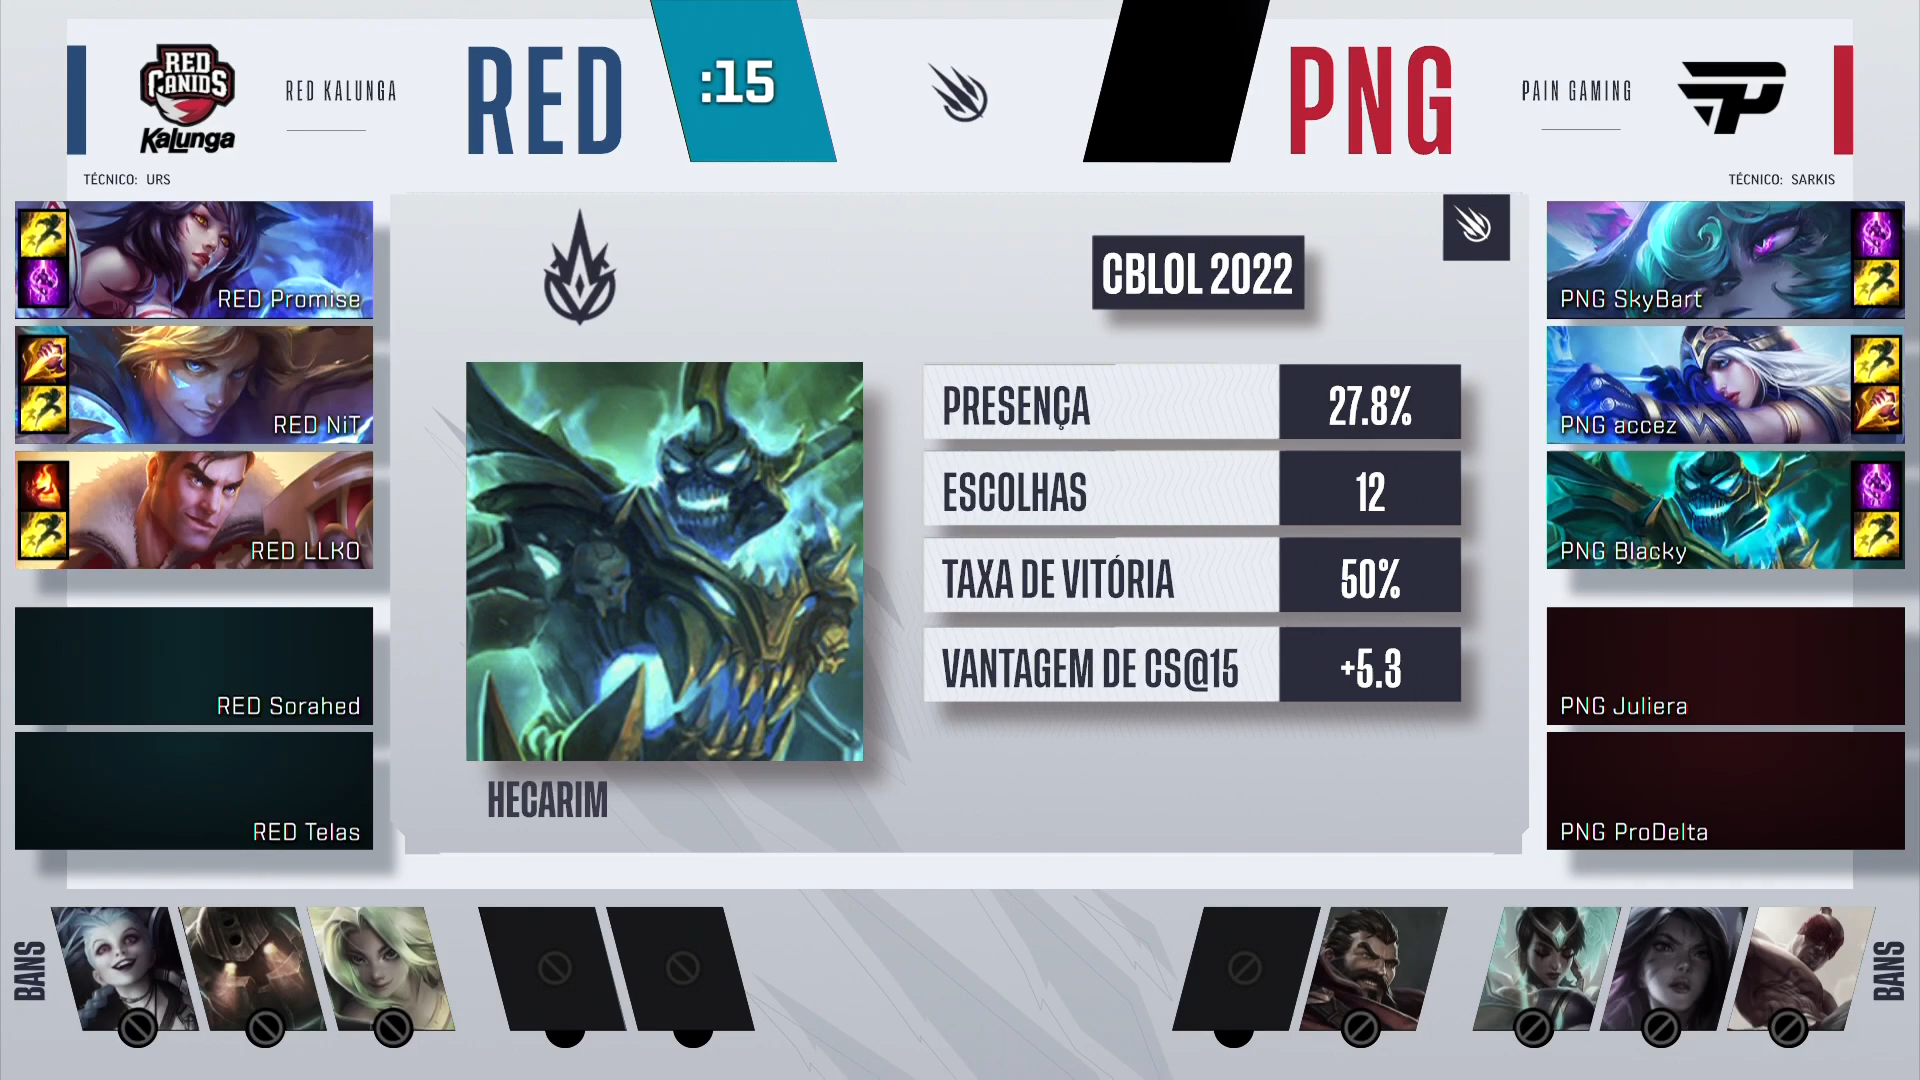 RED CANIDS
Kalunga
RED KALUNGA
RED
:15
PNG
PAIN GAMING
TÉCNICO: URS
TÉCNICO: SARKIS
RED Promise
RED NiT
RED LLKO
RED Sorahed
RED Telas
CBLOL 2022
PRESENÇA 27.8%
ESCOLHAS 12
TAXA DE VITÓRIA 50%
VANTAGEM DE CS@15 +5.3
HECARIM
PNG SkyBart
PNG accez
PNG Blacky
PNG Juliera
PNG ProDelta
BANS
BANS